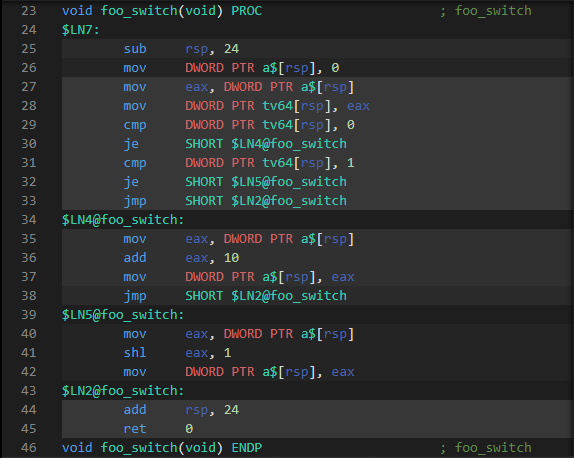 23 void foo_switch(void) PROC ; foo_switch
24 $LN7:
25 sub rsp, 24
26 mov DWORD PTR a$[rsp], 0
27 mov eax, DWORD PTR a$[rsp]
28 mov DWORD PTR tv64[rsp], eax
29 cmp DWORD PTR tv64[rsp], 0
30 je SHORT $LN4@foo_switch
31 cmp DWORD PTR tv64[rsp], 1
32 je SHORT $LN5@foo_switch
33 jmp SHORT $LN2@foo_switch
34 $LN4@foo_switch:
35 mov eax, DWORD PTR a$[rsp]
36 add eax, 10
37 mov DWORD PTR a$[rsp], eax
38 jmp SHORT $LN2@foo_switch
39 $LN5@foo_switch:
40 mov eax, DWORD PTR a$[rsp]
41 shl eax, 1
42 mov DWORD PTR a$[rsp], eax
43 $LN2@foo_switch:
44 add rsp, 24
45 ret 0
46 void foo_switch(void) ENDP ; foo_switch